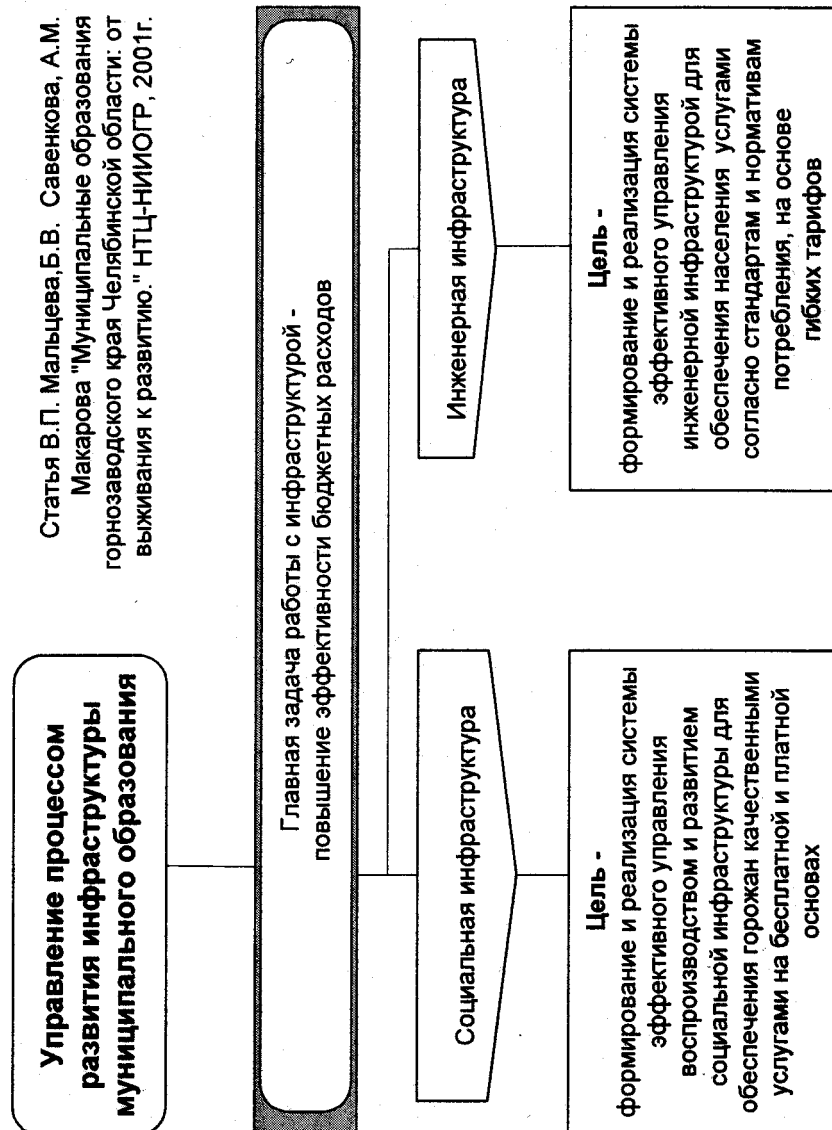 Управление процессом
развития инфраструктуры
муниципального образования
Статья В.П. Мальцева,Б.В. Савенкова, А.М.
Макарова "Муниципальные образования
горнозаводского края Челябинской области: от
выживания к развитию." НТЦ-НИИОГР, 2001г.
Главная задача работы с инфраструктурой -
повышение эффективности бюджетных расходов
Социальная инфраструктура
Инженерная инфраструктура
Цель -
формирование и реализация системы
эффективного управления
воспроизводством и развитием
социальной инфраструктуры для
обеспечения горожан качественными
услугами на бесплатной и платной
основах
Цель -
формирование и реализация системы
эффективного управления
инженерной инфраструктурой для
обеспечения населения услугами
согласно стандартам и нормативам
потребления, на основе
гибких тарифов